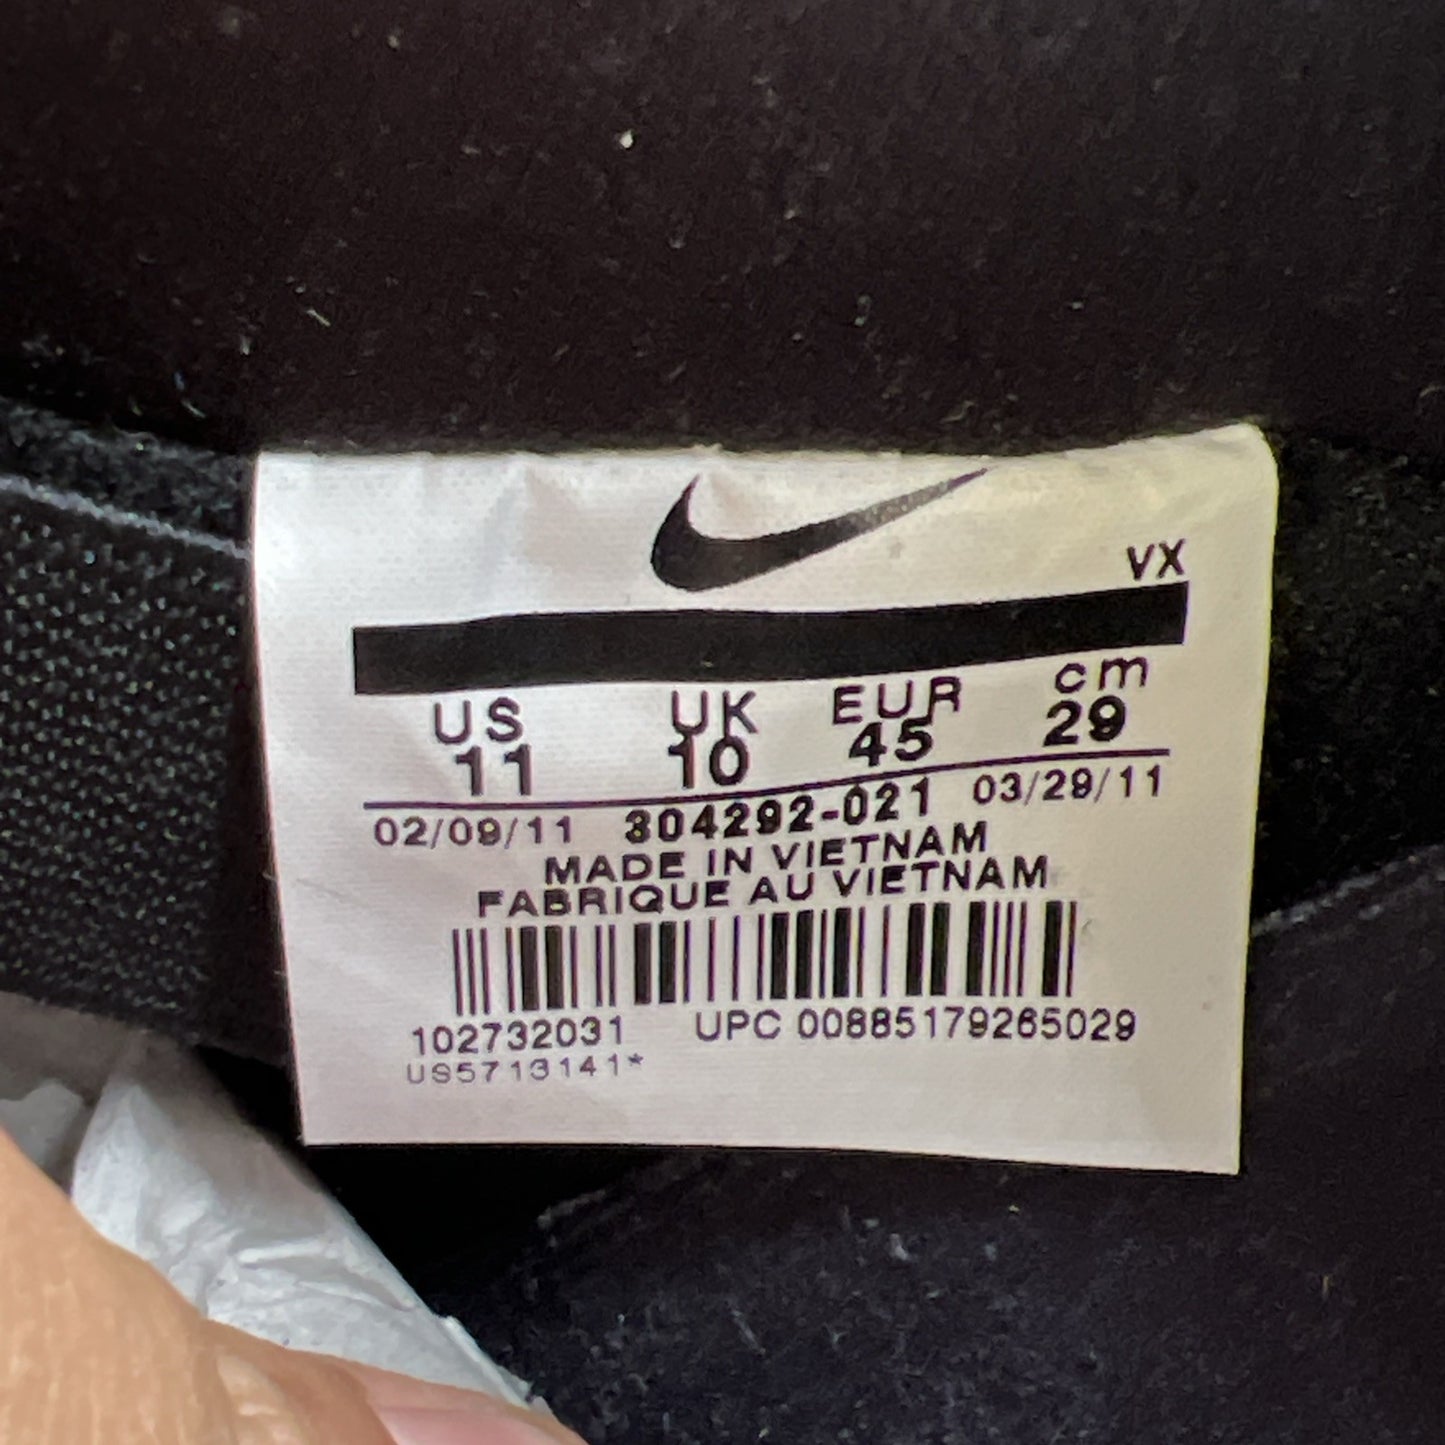 VX
US UK EUR cm
11 10 45 29
02/09/11 304292-021 03/29/11
MADE IN VIETNAM
FABRIQUE AU VIETNAM
102732031 UPC 00885179265029
US5713141*